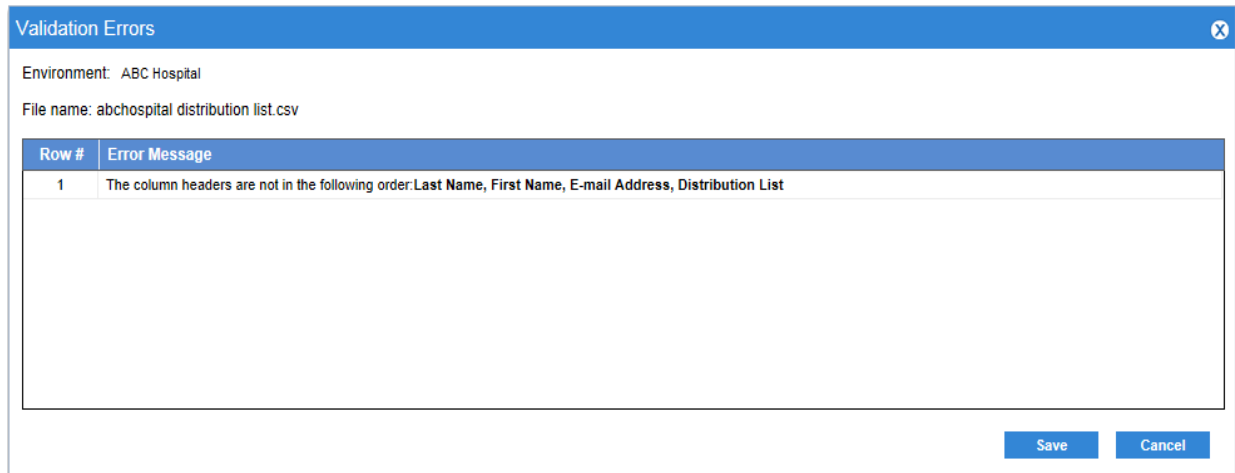 Validation Errors
Environment: ABC Hospital
File name: abchospital distribution list.csv
Row # Error Message
1 The column headers are not in the following order:Last Name, First Name, E-mail Address, Distribution List
Save Cancel